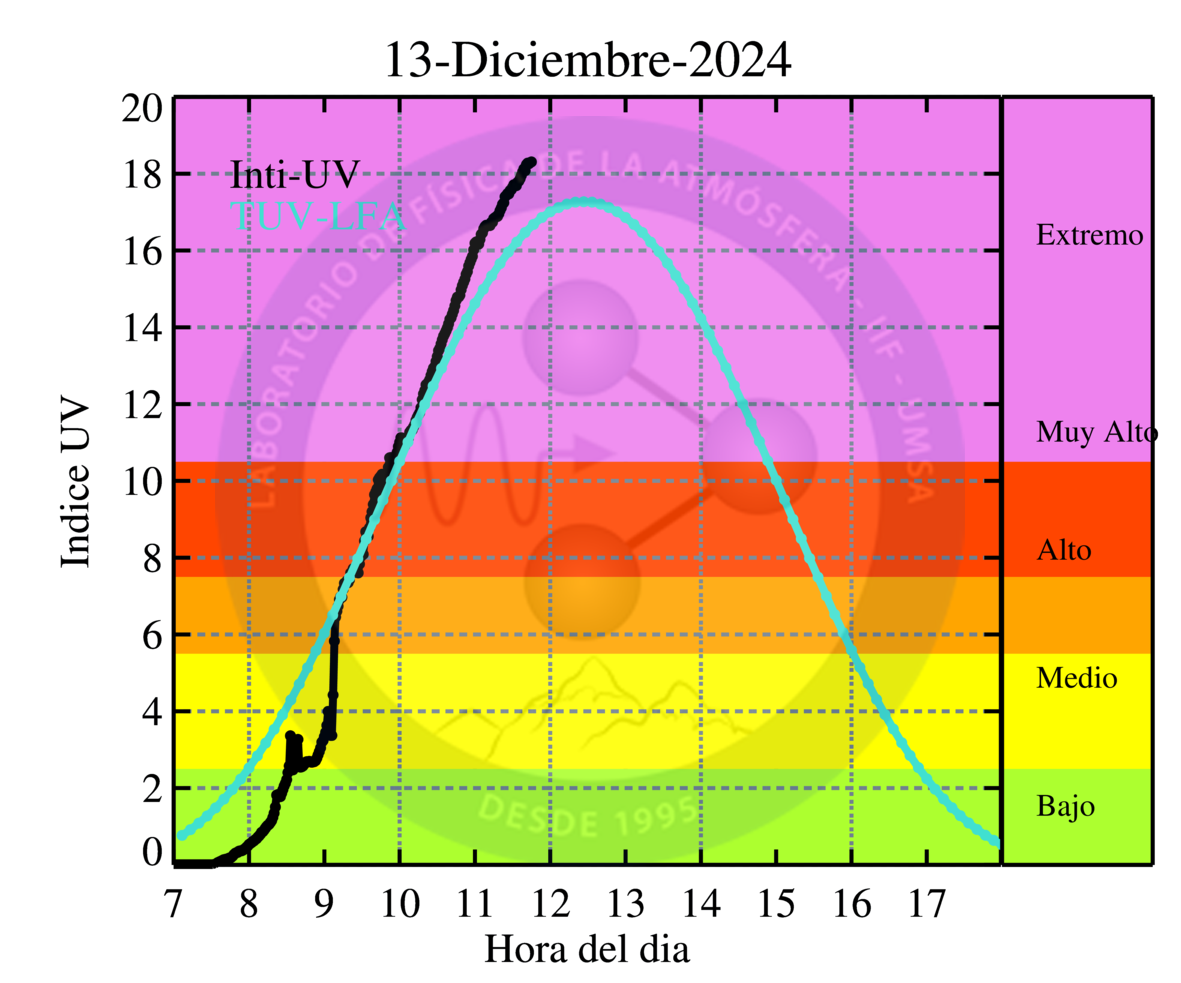 13-Diciembre-2024
Inti-UV
TUV-LFA
LABORATORIO DE FÍSICA DE LA ATMÓSFERA - IIF - UMSA
DESDE 1995
Indice UV
20
18
16
14
12
10
8
6
4
2
0
Extremo
Muy Alto
Alto
Medio
Bajo
7 8 9 10 11 12 13 14 15 16 17
Hora del dia